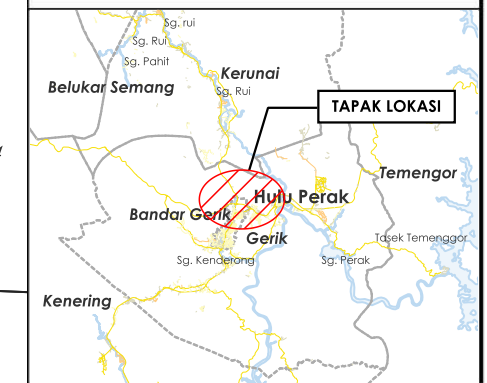 Sg. rui
Sg. Rui
Sg. Pahit
Kerunai
Belukar Semang
Sg. Rui
TAPAK LOKASI
Temengor
Hulu Perak
Bandar Gerik
Gerik
Tasek Temenggor
Sg. Kenderong
Sg. Perak
Kenering